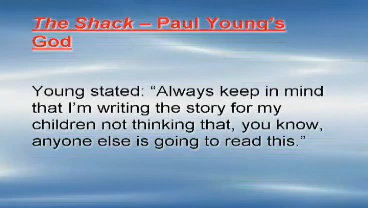 The Shack – Paul Young's
God
Young stated: “Always keep in mind
that I’m writing the story for my
children not thinking that, you know,
anyone else is going to read this.”